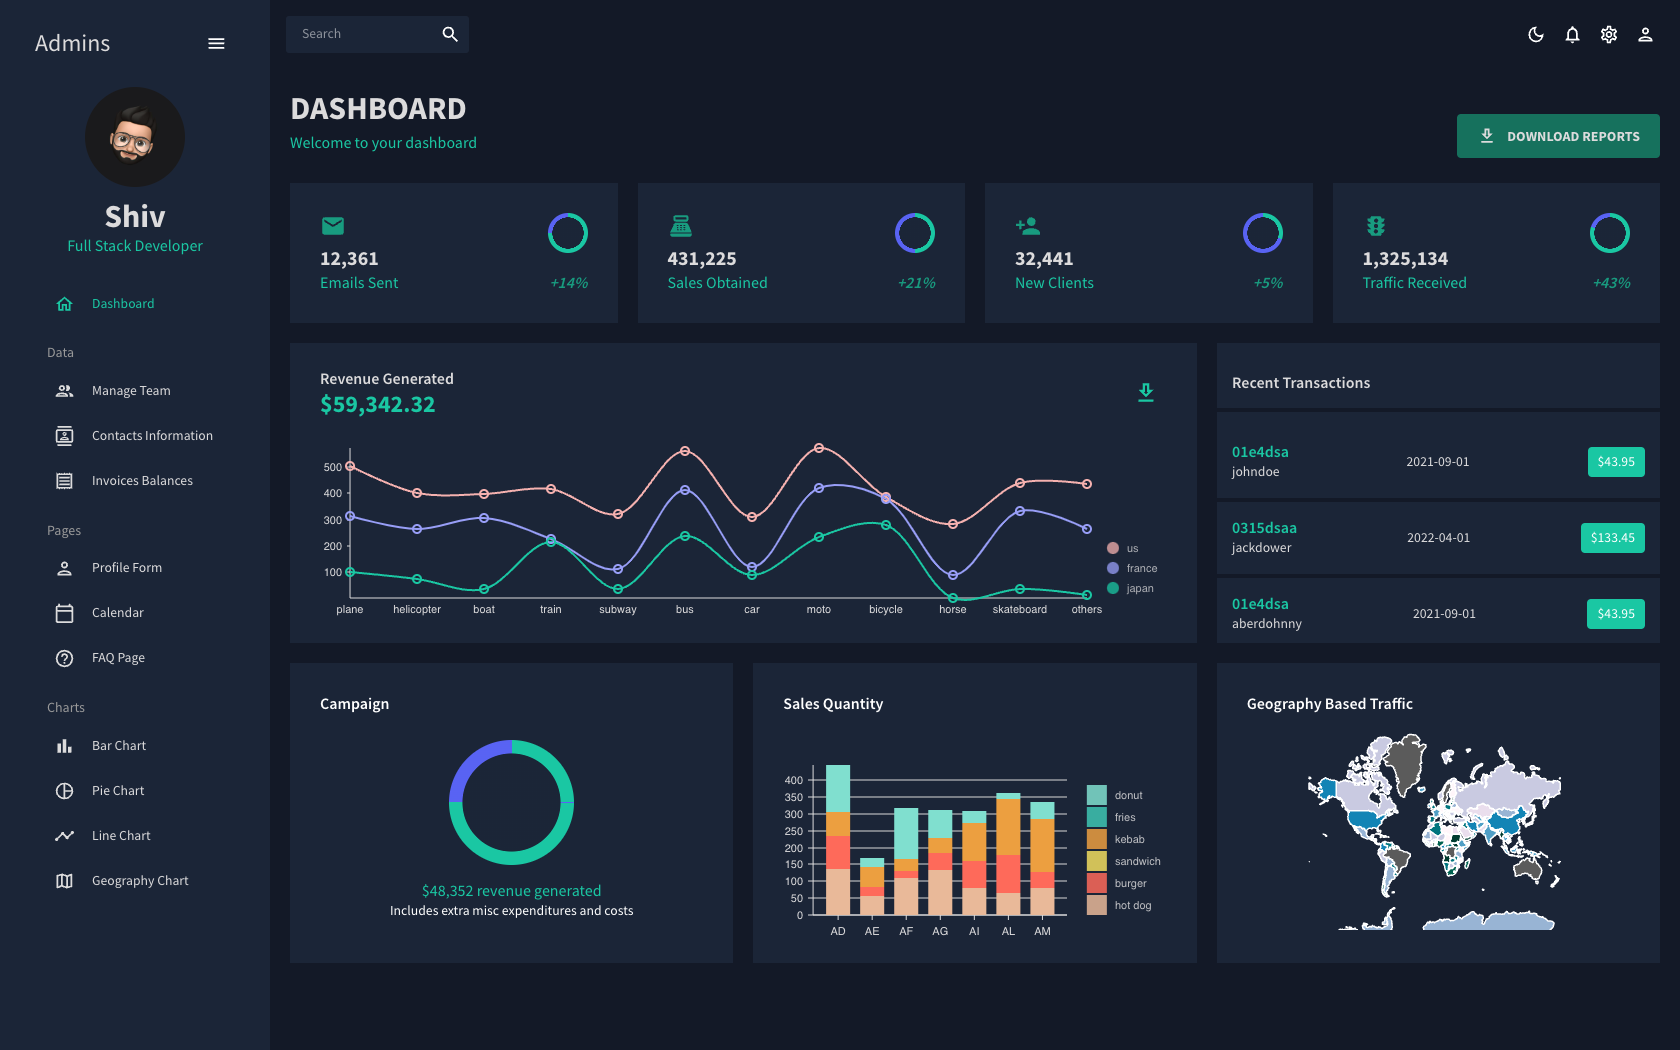 Admins
Shiv
Full Stack Developer
Dashboard
Data
Manage Team
Contacts Information
Invoices Balances
Pages
Profile Form
Calendar
FAQ Page
Charts
Bar Chart
Pie Chart
Line Chart
Geography Chart
Search
DASHBOARD
Welcome to your dashboard
DOWNLOAD REPORTS
12,361
Emails Sent +14%
431,225
Sales Obtained +21%
32,441
New Clients +5%
1,325,134
Traffic Received +43%
Revenue Generated
$59,342.32
500
400
300
200
100
plane helicopter boat train subway bus car moto bicycle horse skateboard others
us
france
japan
Recent Transactions
01e4dsa
johndoe
2021-09-01
$43.95
0315dsaa
jackdower
2022-04-01
$133.45
01e4dsa
aberdohnny
2021-09-01
$43.95
Campaign
$48,352 revenue generated
Includes extra misc expenditures and costs
Sales Quantity
400
350
300
250
200
150
100
50
0
AD AE AF AG AI AL AM
donut
fries
kebab
sandwich
burger
hot dog
Geography Based Traffic